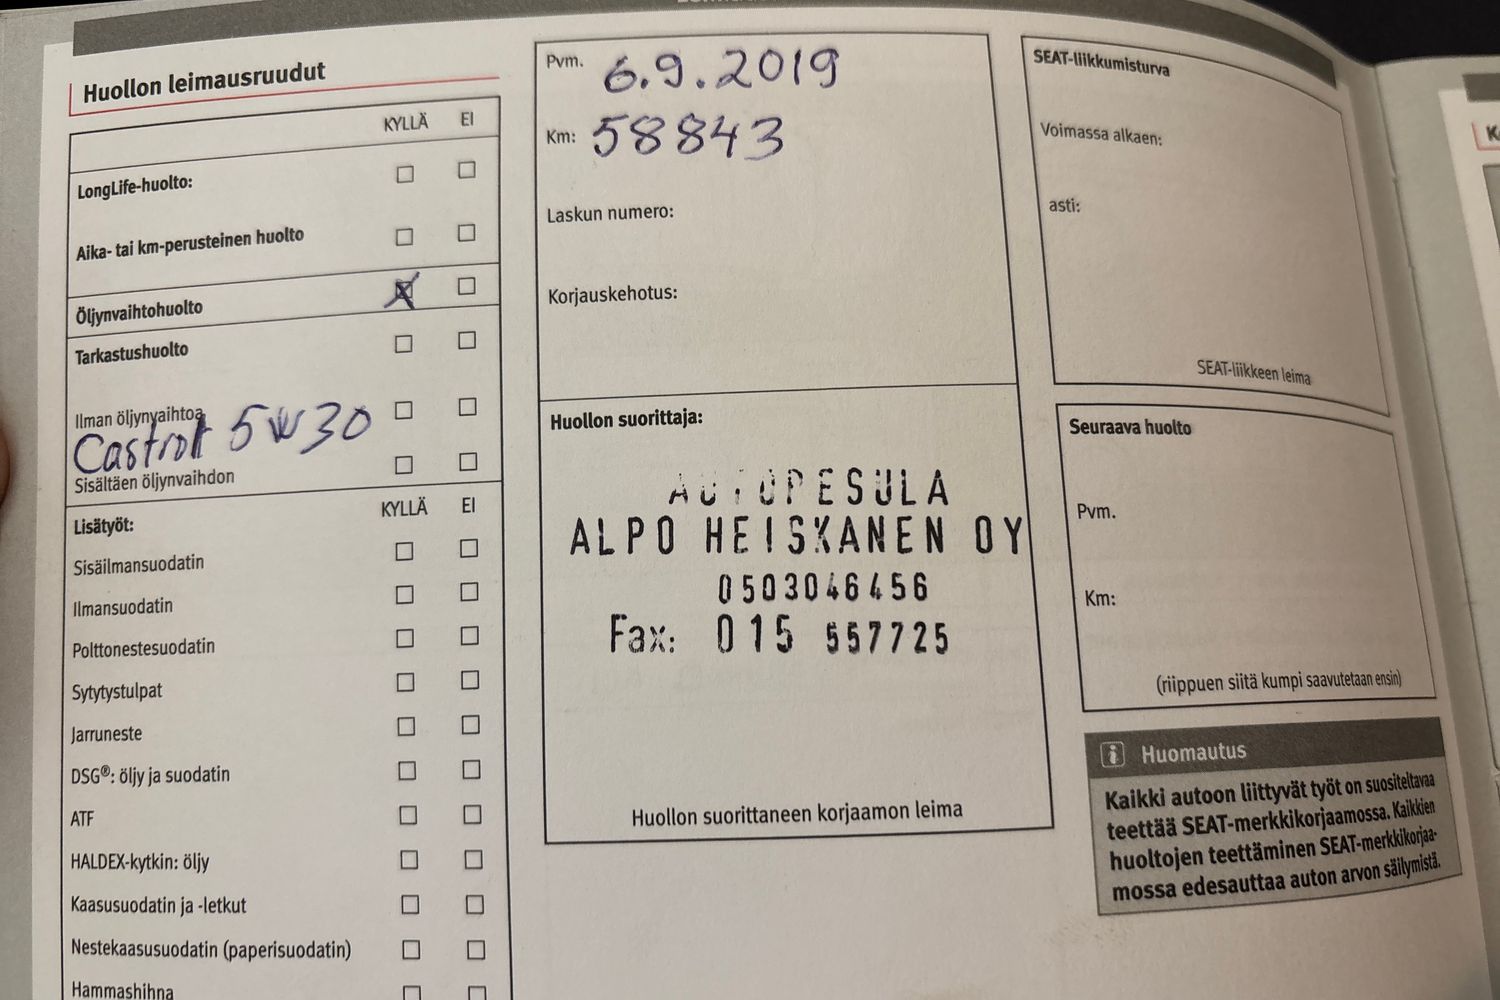 Huollon leimausruudut
KYLLÄ EI
LongLife-huolto:
Aika- tai km-perusteinen huolto
Öljynvaihtohuolto
Tarkastushuolto
Ilman öljynvaihtoa
Castrol 5W30
Sisältäen öljynvaihdon
Lisätyöt: KYLLÄ EI
Sisäilmansuodatin
Ilmansuodatin
Polttonestesuodatin
Sytytystulpat
Jarruneste
DSG®: öljy ja suodatin
ATF
HALDEX-kytkin: öljy
Kaasusuodatin ja -letkut
Nestekaasusuodatin (paperisuodatin)
Hammashihna
Pvm. 6.9.2019
Km: 58843
Laskun numero:
Korjauskehotus:
Huollon suorittaja:
AUTOPESULA
ALPO HEISKANEN OY
0503046456
Fax: 015 557725
Huollon suorittaneen korjaamon leima
SEAT-liikkumisturva
Voimassa alkaen:
asti:
SEAT-liikkeen leima
Seuraava huolto
Pvm.
Km:
(riippuen siitä kumpi saavutetaan ensin)
i Huomautus
Kaikki autoon liittyvät työt on suositeltavaa
teettää SEAT-merkkikorjaamossa. Kaikkien
huoltojen teettäminen SEAT-merkkikorjaa-
mossa edesauttaa auton arvon säilymistä.